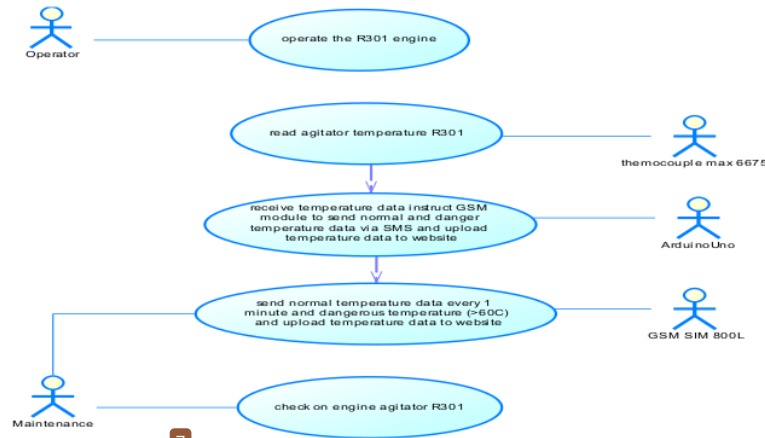 operate the R301 engine
Operator
read agitator temperature R301
themocouple max 6675
receive temperature data instruct GSM
module to send normal and danger
temperature data via SMS and upload
temperature data to website
ArduinoUno
send normal temperature data every 1
minute and dangerous temperature (>60C)
and upload temperature data to website
GSM SIM 800L
check on engine agitator R301
Maintenance